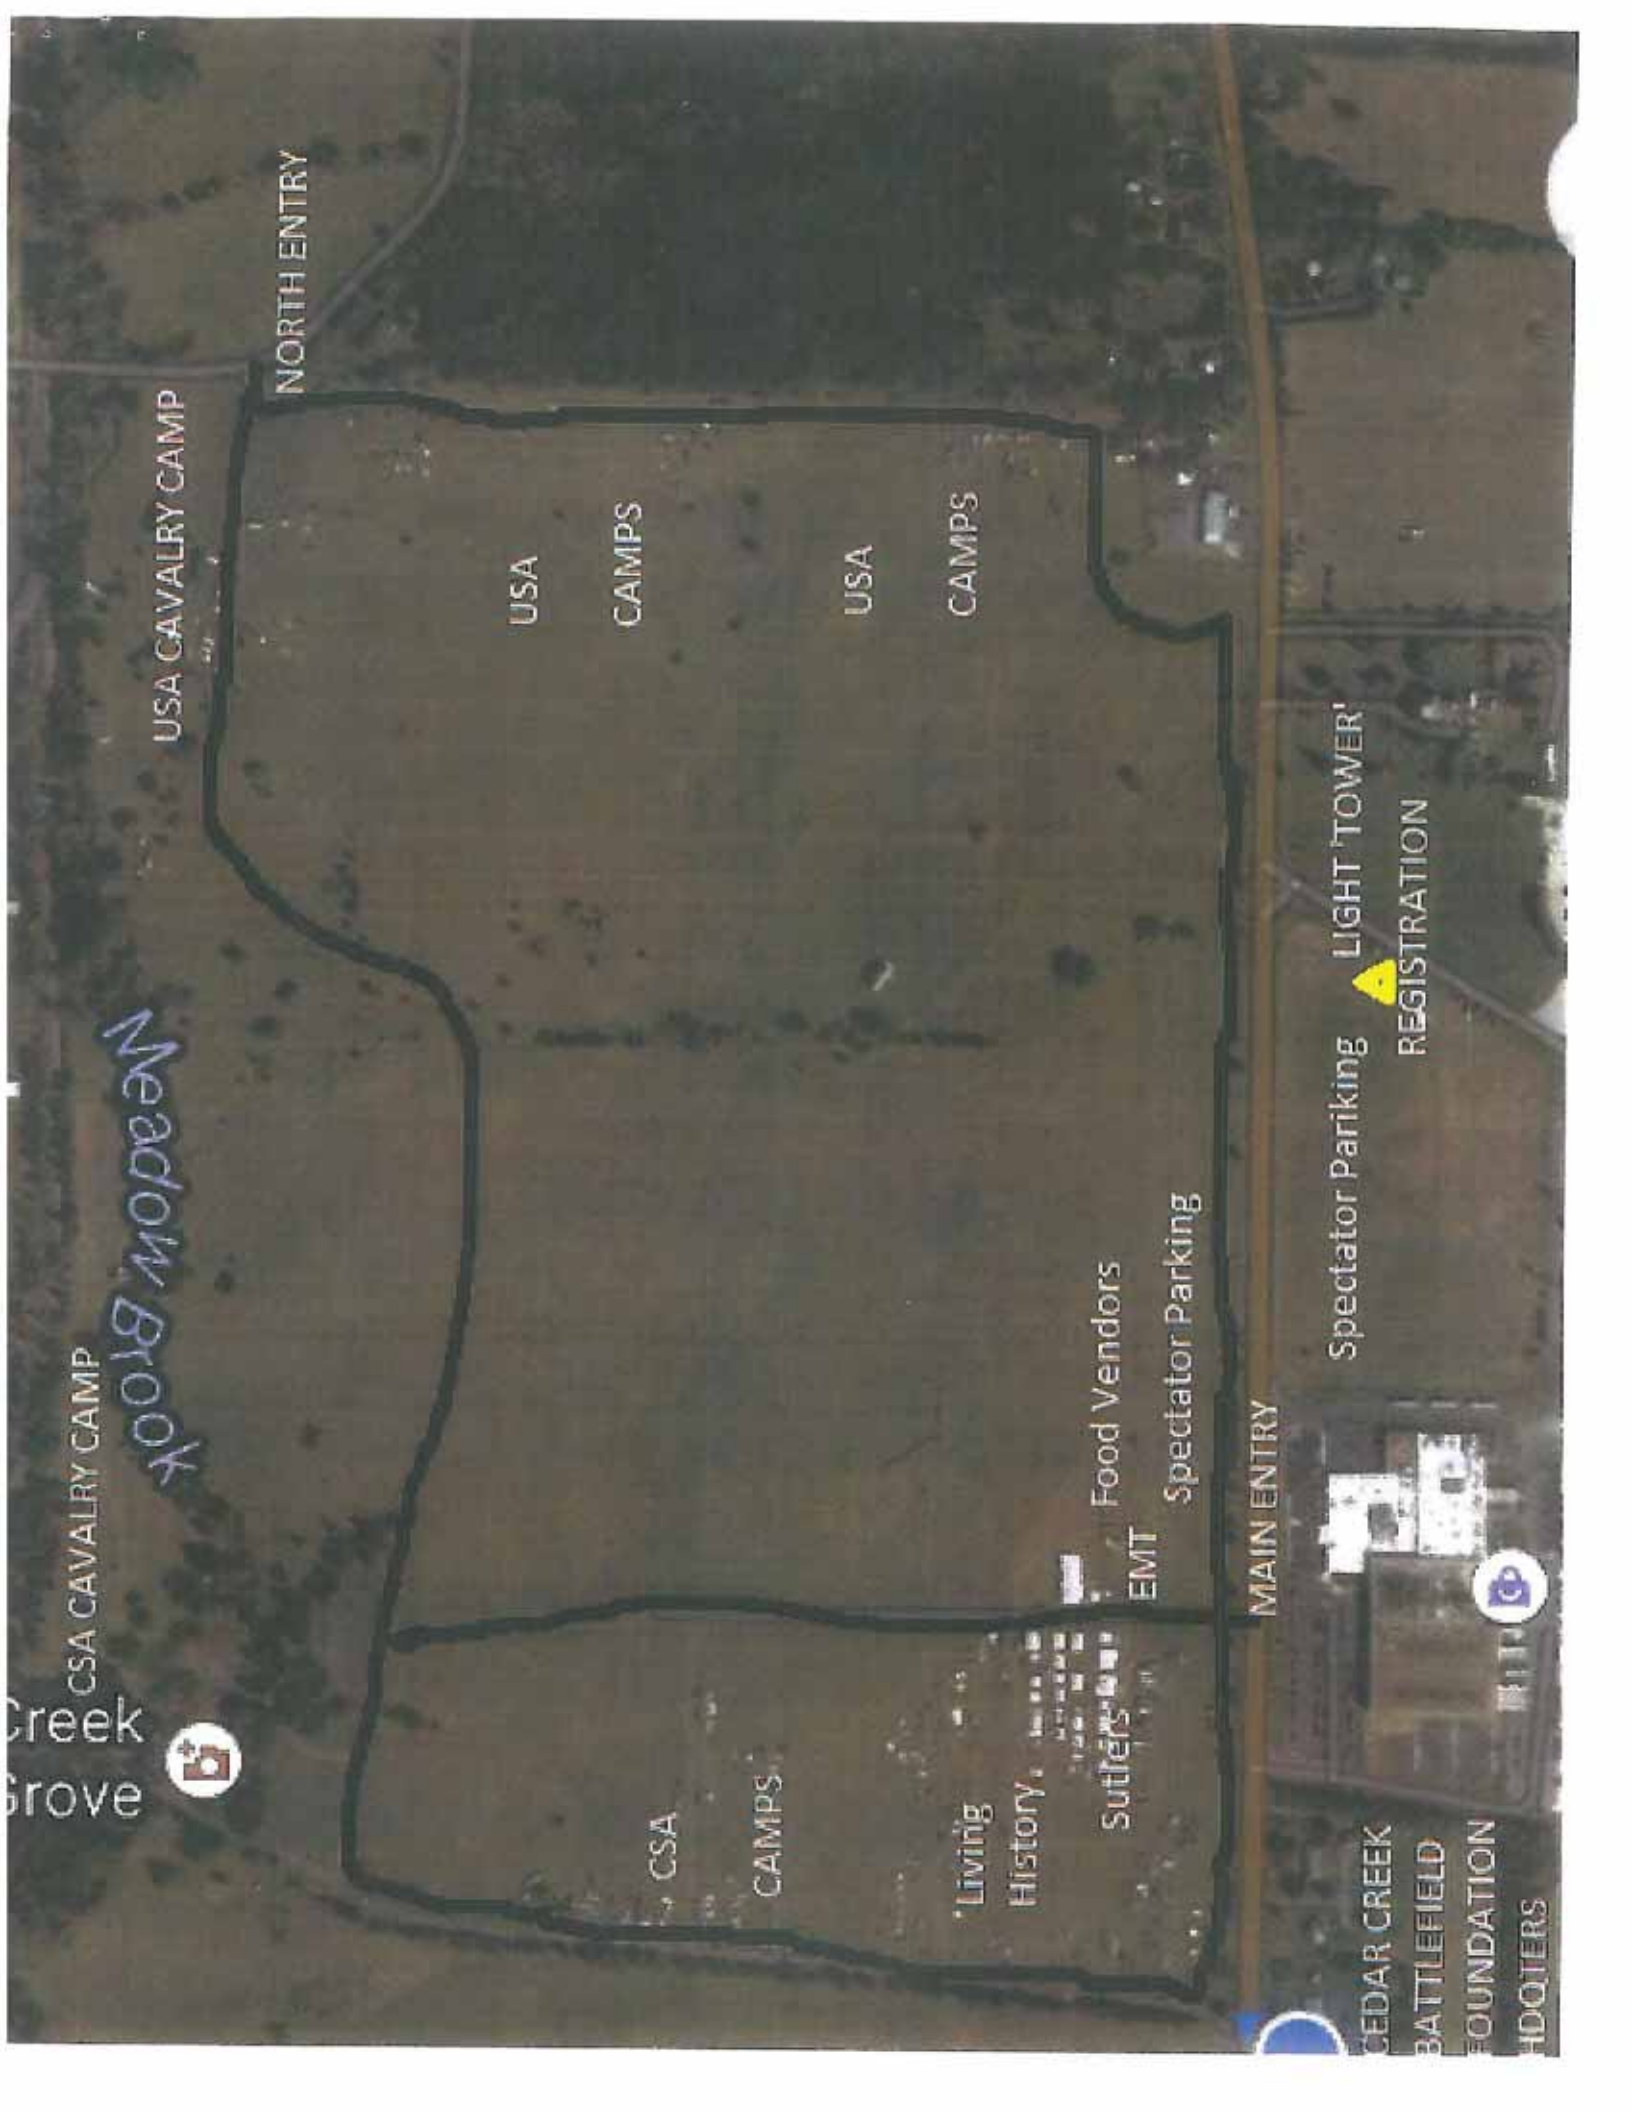 Creek
Grove
CSA CAVALRY CAMP
Meadow Brook
USA CAVALRY CAMP
NORTH ENTRY
USA
CAMPS
USA
CAMPS
CSA
CAMPS
'Living
History
Sutlers
EMT
Food Vendors
Spectator Parking
MAIN ENTRY
Spectator Pariking
LIGHT 'TOWER'
REGISTRATION
CEDAR CREEK
BATTLEFIELD
FOUNDATION
HDQTERS